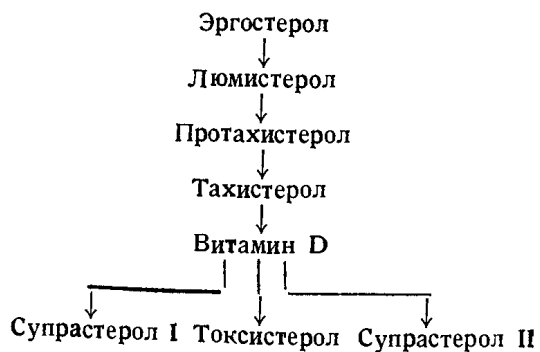 Эргостерол
Люмистерол
Протахистерол
Тахистерол
Витамин D
Супрастерол I Токсистерол Супрастерол II